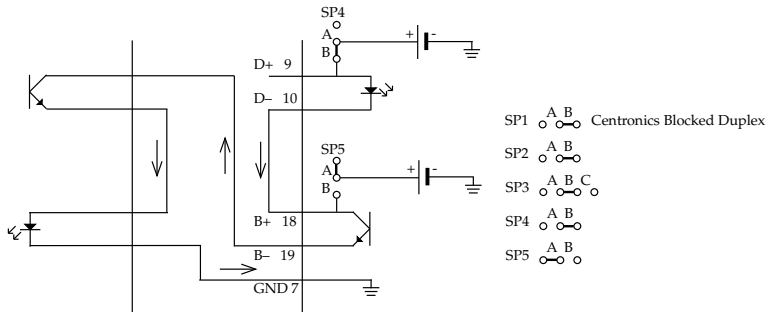 SP4
A
B
+ -
D+ 9
D– 10
SP5
A
B
+ -
B+ 18
B– 19
GND 7
SP1 A B Centronics Blocked Duplex
SP2 A B
SP3 A B C
SP4 A B
SP5 A B